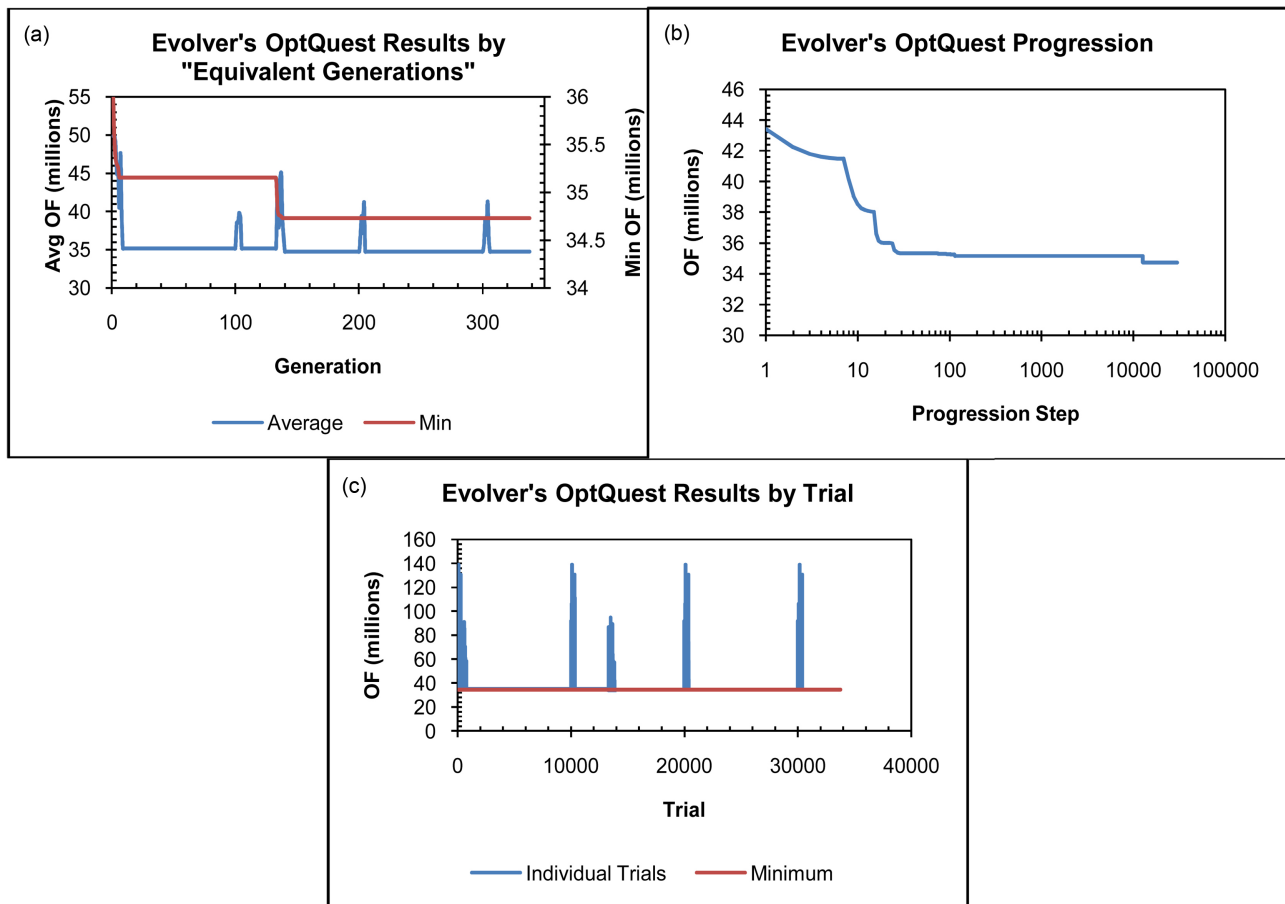 (a)
Evolver's OptQuest Results by
"Equivalent Generations"
Avg OF (millions)
55
50
45
40
35
30
36
35.5
35
34.5
34
Min OF (millions)
0 100 200 300
Generation
Average Min
(b)
Evolver's OptQuest Progression
OF (millions)
46
44
42
40
38
36
34
32
30
1 10 100 1000 10000 100000
Progression Step
(c)
Evolver's OptQuest Results by Trial
OF (millions)
160
140
120
100
80
60
40
20
0
0 10000 20000 30000 40000
Trial
Individual Trials Minimum